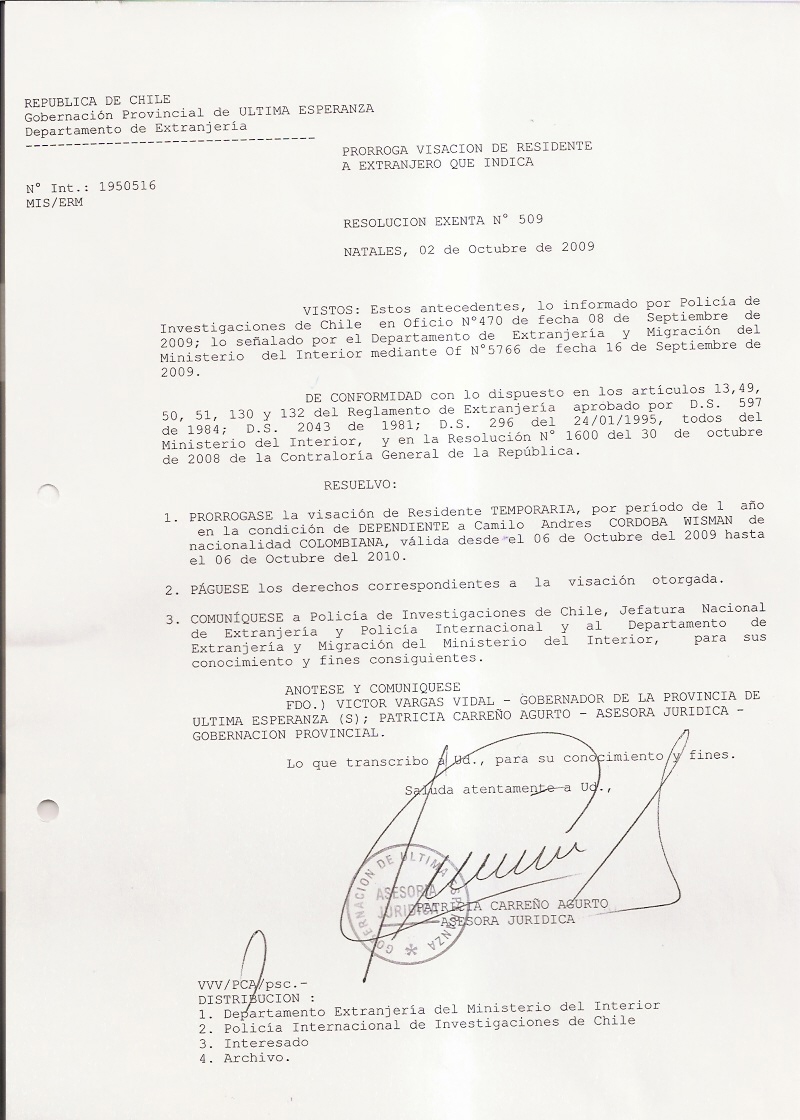 REPUBLICA DE CHILE
Gobernación Provincial de ULTIMA ESPERANZA
Departamento de Extranjería
------------------------------------
PRORROGA VISACION DE RESIDENTE
A EXTRANJERO QUE INDICA
N° Int.: 1950516
MIS/ERM
RESOLUCION EXENTA N° 509
NATALES, 02 de Octubre de 2009
VISTOS: Estos antecedentes, lo informado por Policía de
Investigaciones de Chile en Oficio N°470 de fecha 08 de Septiembre de
2009; lo señalado por el Departamento de Extranjería y Migración del
Ministerio del Interior mediante Of N°5766 de fecha 16 de Septiembre de
2009.
DE CONFORMIDAD con lo dispuesto en los artículos 13,49,
50, 51, 130 y 132 del Reglamento de Extranjería aprobado por D.S. 597
de 1984; D.S. 2043 de 1981; D.S. 296 del 24/01/1995, todos del
Ministerio del Interior, y en la Resolución N° 1600 del 30 de octubre
de 2008 de la Contraloría General de la República.
RESUELVO:
1. PRORROGASE la visación de Residente TEMPORARIA, por período de 1 año
en la condición de DEPENDIENTE a Camilo Andres CORDOBA WISMAN de
nacionalidad COLOMBIANA, válida desde el 06 de Octubre del 2009 hasta
el 06 de Octubre del 2010.
2. PÁGUESE los derechos correspondientes a la visación otorgada.
3. COMUNÍQUESE a Policía de Investigaciones de Chile, Jefatura Nacional
de Extranjería y Policía Internacional y al Departamento de
Extranjería y Migración del Ministerio del Interior, para sus
conocimiento y fines consiguientes.
ANOTESE Y COMUNIQUESE
FDO.) VICTOR VARGAS VIDAL - GOBERNADOR DE LA PROVINCIA DE
ULTIMA ESPERANZA (S); PATRICIA CARREÑO AGURTO - ASESORA JURIDICA -
GOBERNACION PROVINCIAL.
Lo que transcribo a Ud., para su conocimiento y fines.
Saluda atentamente a Ud.,
GOBERNACION DE ULTIMA ESPERANZA
ASESORIA
JURIDICA
PATRICIA CARREÑO AGURTO
ASESORA JURIDICA
VVV/PCA/psc.-
DISTRIBUCION :
1. Departamento Extranjería del Ministerio del Interior
2. Policía Internacional de Investigaciones de Chile
3. Interesado
4. Archivo.